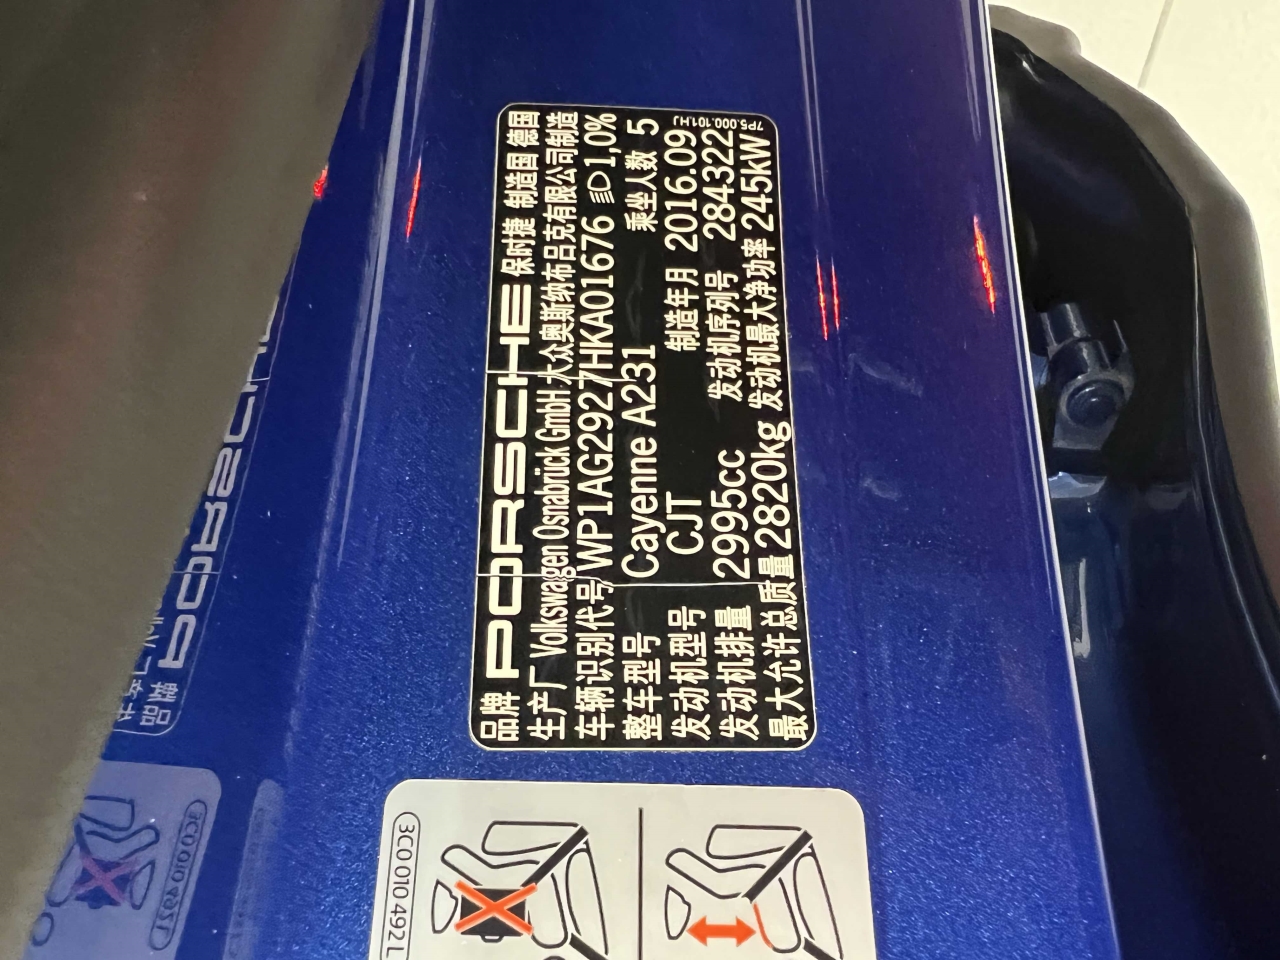 品牌 PORSCHE 保时捷 制造国 德国
生产厂 Volkswagen Osnabrück GmbH 大众奥斯纳布吕克有限公司制造
车辆识别代号 WP1AG2927HKA01676 1,0%
整车型号 Cayenne A231 乘坐人数 5
发动机型号 CJT 制造年月 2016.09
发动机排量 2995cc 发动机序列号 284322
最大允许总质量 2820kg 发动机最大净功率 245kW
7P5.000.101.HJ
3C0 010 492 L